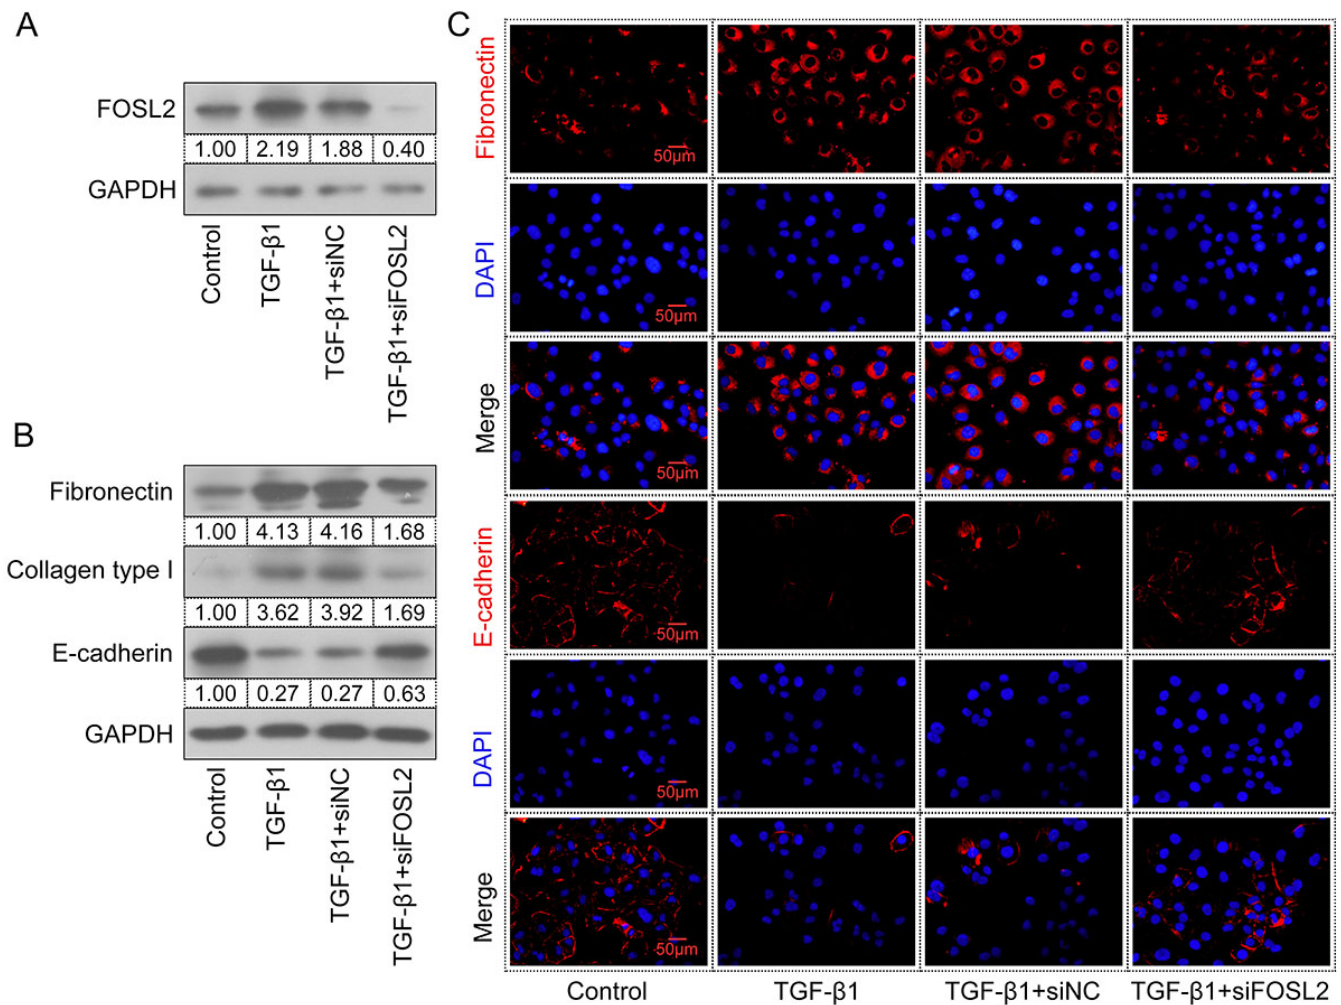 A
FOSL2
1.00 2.19 1.88 0.40
GAPDH
Control
TGF-β1
TGF-β1+siNC
TGF-β1+siFOSL2
B
Fibronectin
1.00 4.13 4.16 1.68
Collagen type I
1.00 3.62 3.92 1.69
E-cadherin
1.00 0.27 0.27 0.63
GAPDH
Control
TGF-β1
TGF-β1+siNC
TGF-β1+siFOSL2
C
Fibronectin
50μm 50μm 50μm
DAPI
50μm
Merge
50μm
E-cadherin
50μm
DAPI
50μm
Merge
50μm
Control TGF-β1 TGF-β1+siNC TGF-β1+siFOSL2